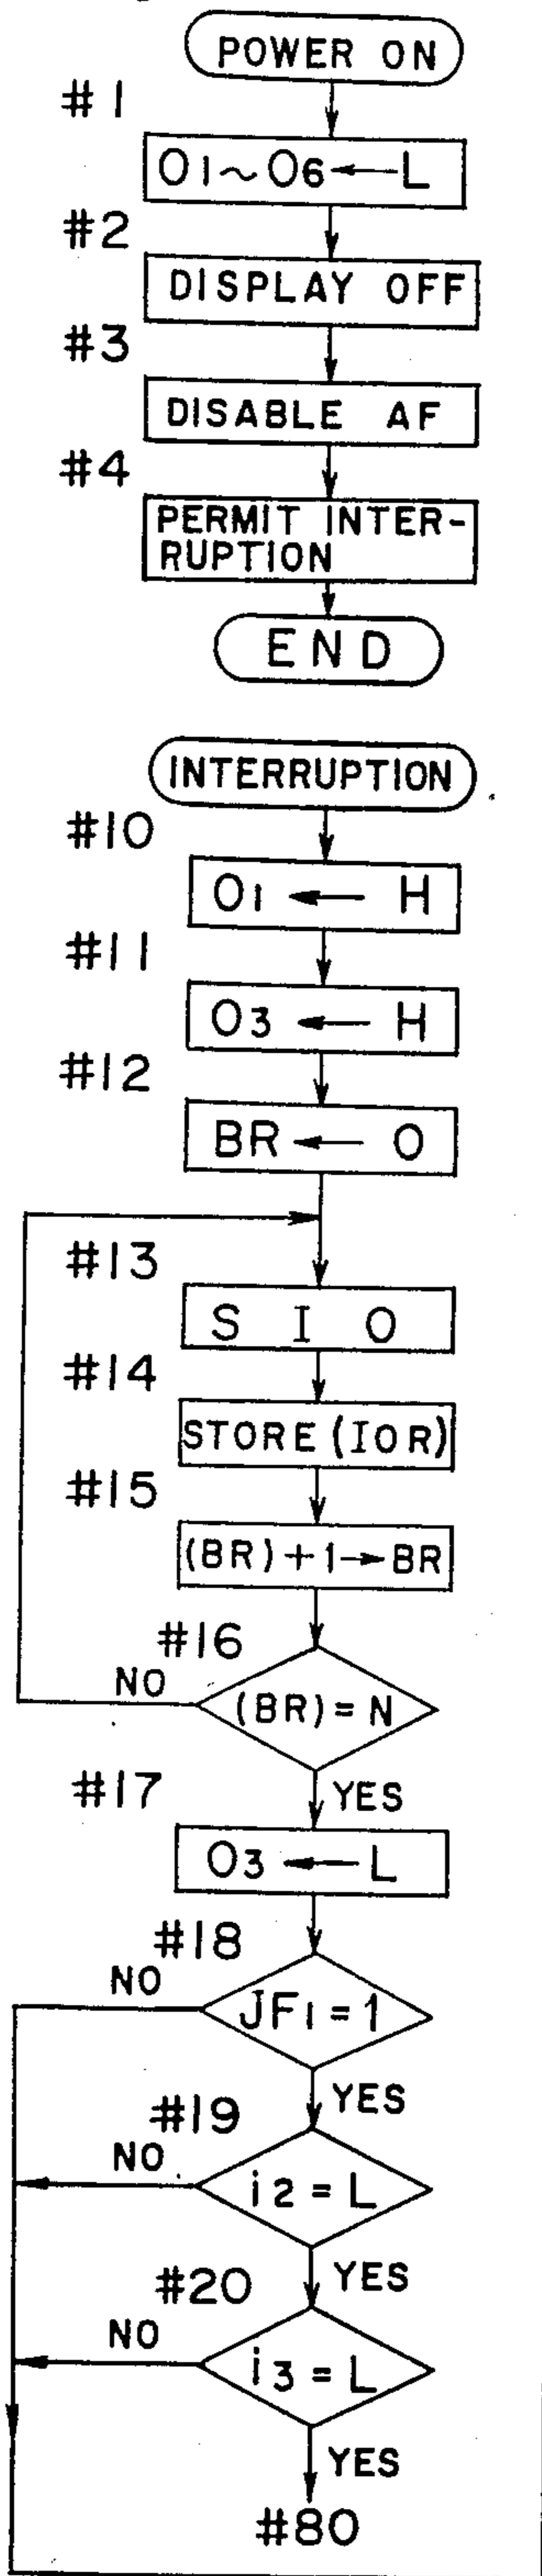 POWER ON
#1
O1~O6←L
#2
DISPLAY OFF
#3
DISABLE AF
#4
PERMIT INTER-
RUPTION
END
INTERRUPTION
#10
O1 ← H
#11
O3 ← H
#12
BR ← O
#13
S I O
#14
STORE (IOR)
#15
(BR)+1→BR
#16
NO
(BR)=N
YES
#17
O3 ← L
#18
NO
JF1=1
YES
#19
NO
i2=L
YES
#20
NO
i3=L
YES
#80